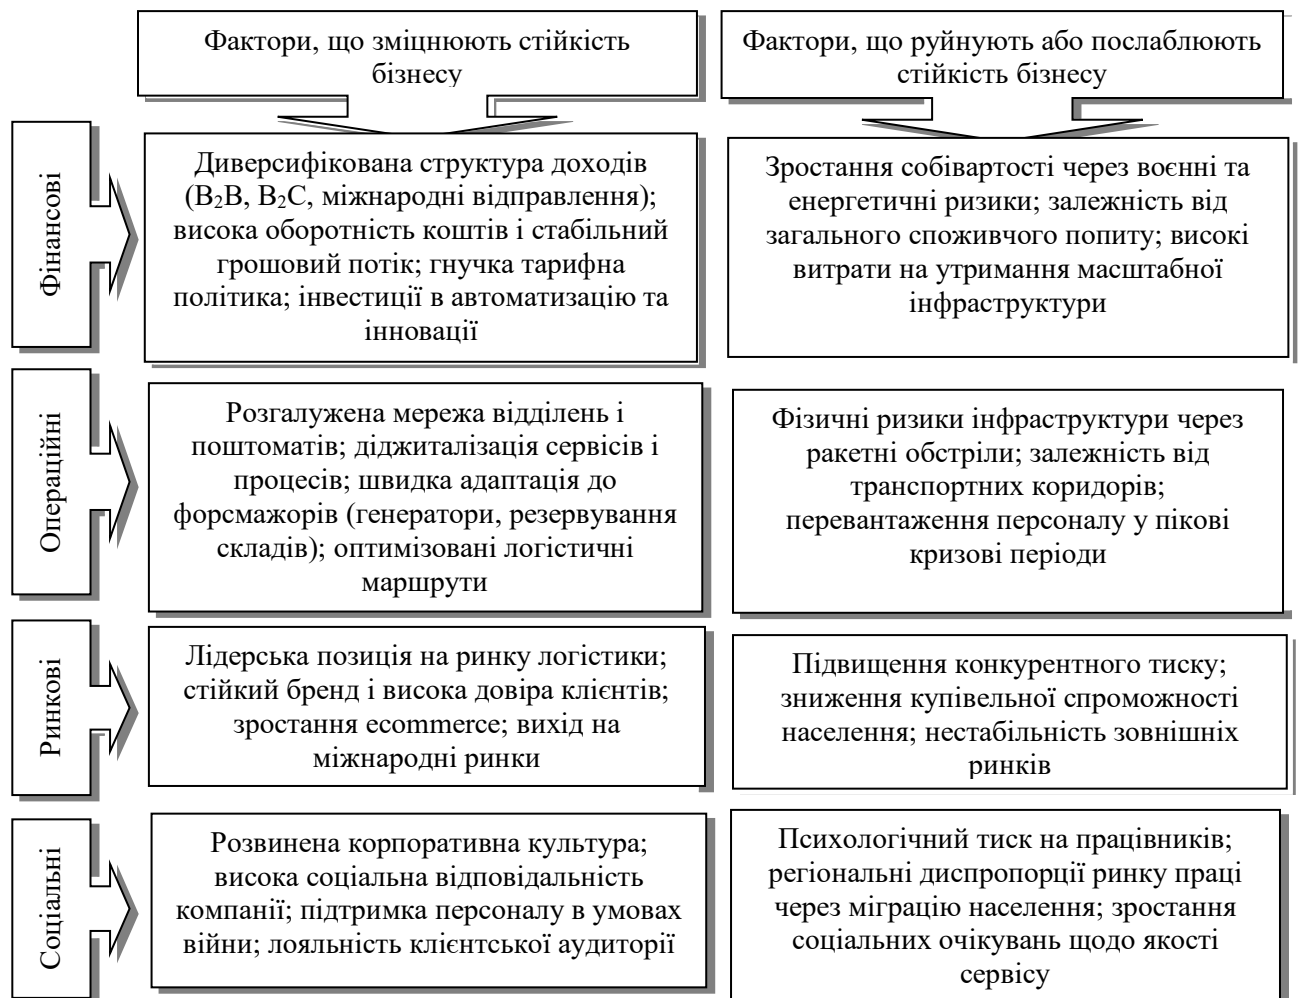 Фактори, що зміцнюють стійкість
бізнесу
Фактори, що руйнують або послаблюють
стійкість бізнесу
Фінансові
Диверсифікована структура доходів
(B₂B, B₂C, міжнародні відправлення);
висока оборотність коштів і стабільний
грошовий потік; гнучка тарифна
політика; інвестиції в автоматизацію та
інновації
Зростання собівартості через воєнні та
енергетичні ризики; залежність від
загального споживчого попиту; високі
витрати на утримання масштабної
інфраструктури
Операційні
Розгалужена мережа відділень і
поштоматів; діджиталізація сервісів і
процесів; швидка адаптація до
форсмажорів (генератори, резервування
складів); оптимізовані логістичні
маршрути
Фізичні ризики інфраструктури через
ракетні обстріли; залежність від
транспортних коридорів;
перевантаження персоналу у пікові
кризові періоди
Ринкові
Лідерська позиція на ринку логістики;
стійкий бренд і висока довіра клієнтів;
зростання ecommerce; вихід на
міжнародні ринки
Підвищення конкурентного тиску;
зниження купівельної спроможності
населення; нестабільність зовнішніх
ринків
Соціальні
Розвинена корпоративна культура;
висока соціальна відповідальність
компанії; підтримка персоналу в умовах
війни; лояльність клієнтської аудиторії
Психологічний тиск на працівників;
регіональні диспропорції ринку праці
через міграцію населення; зростання
соціальних очікувань щодо якості
сервісу